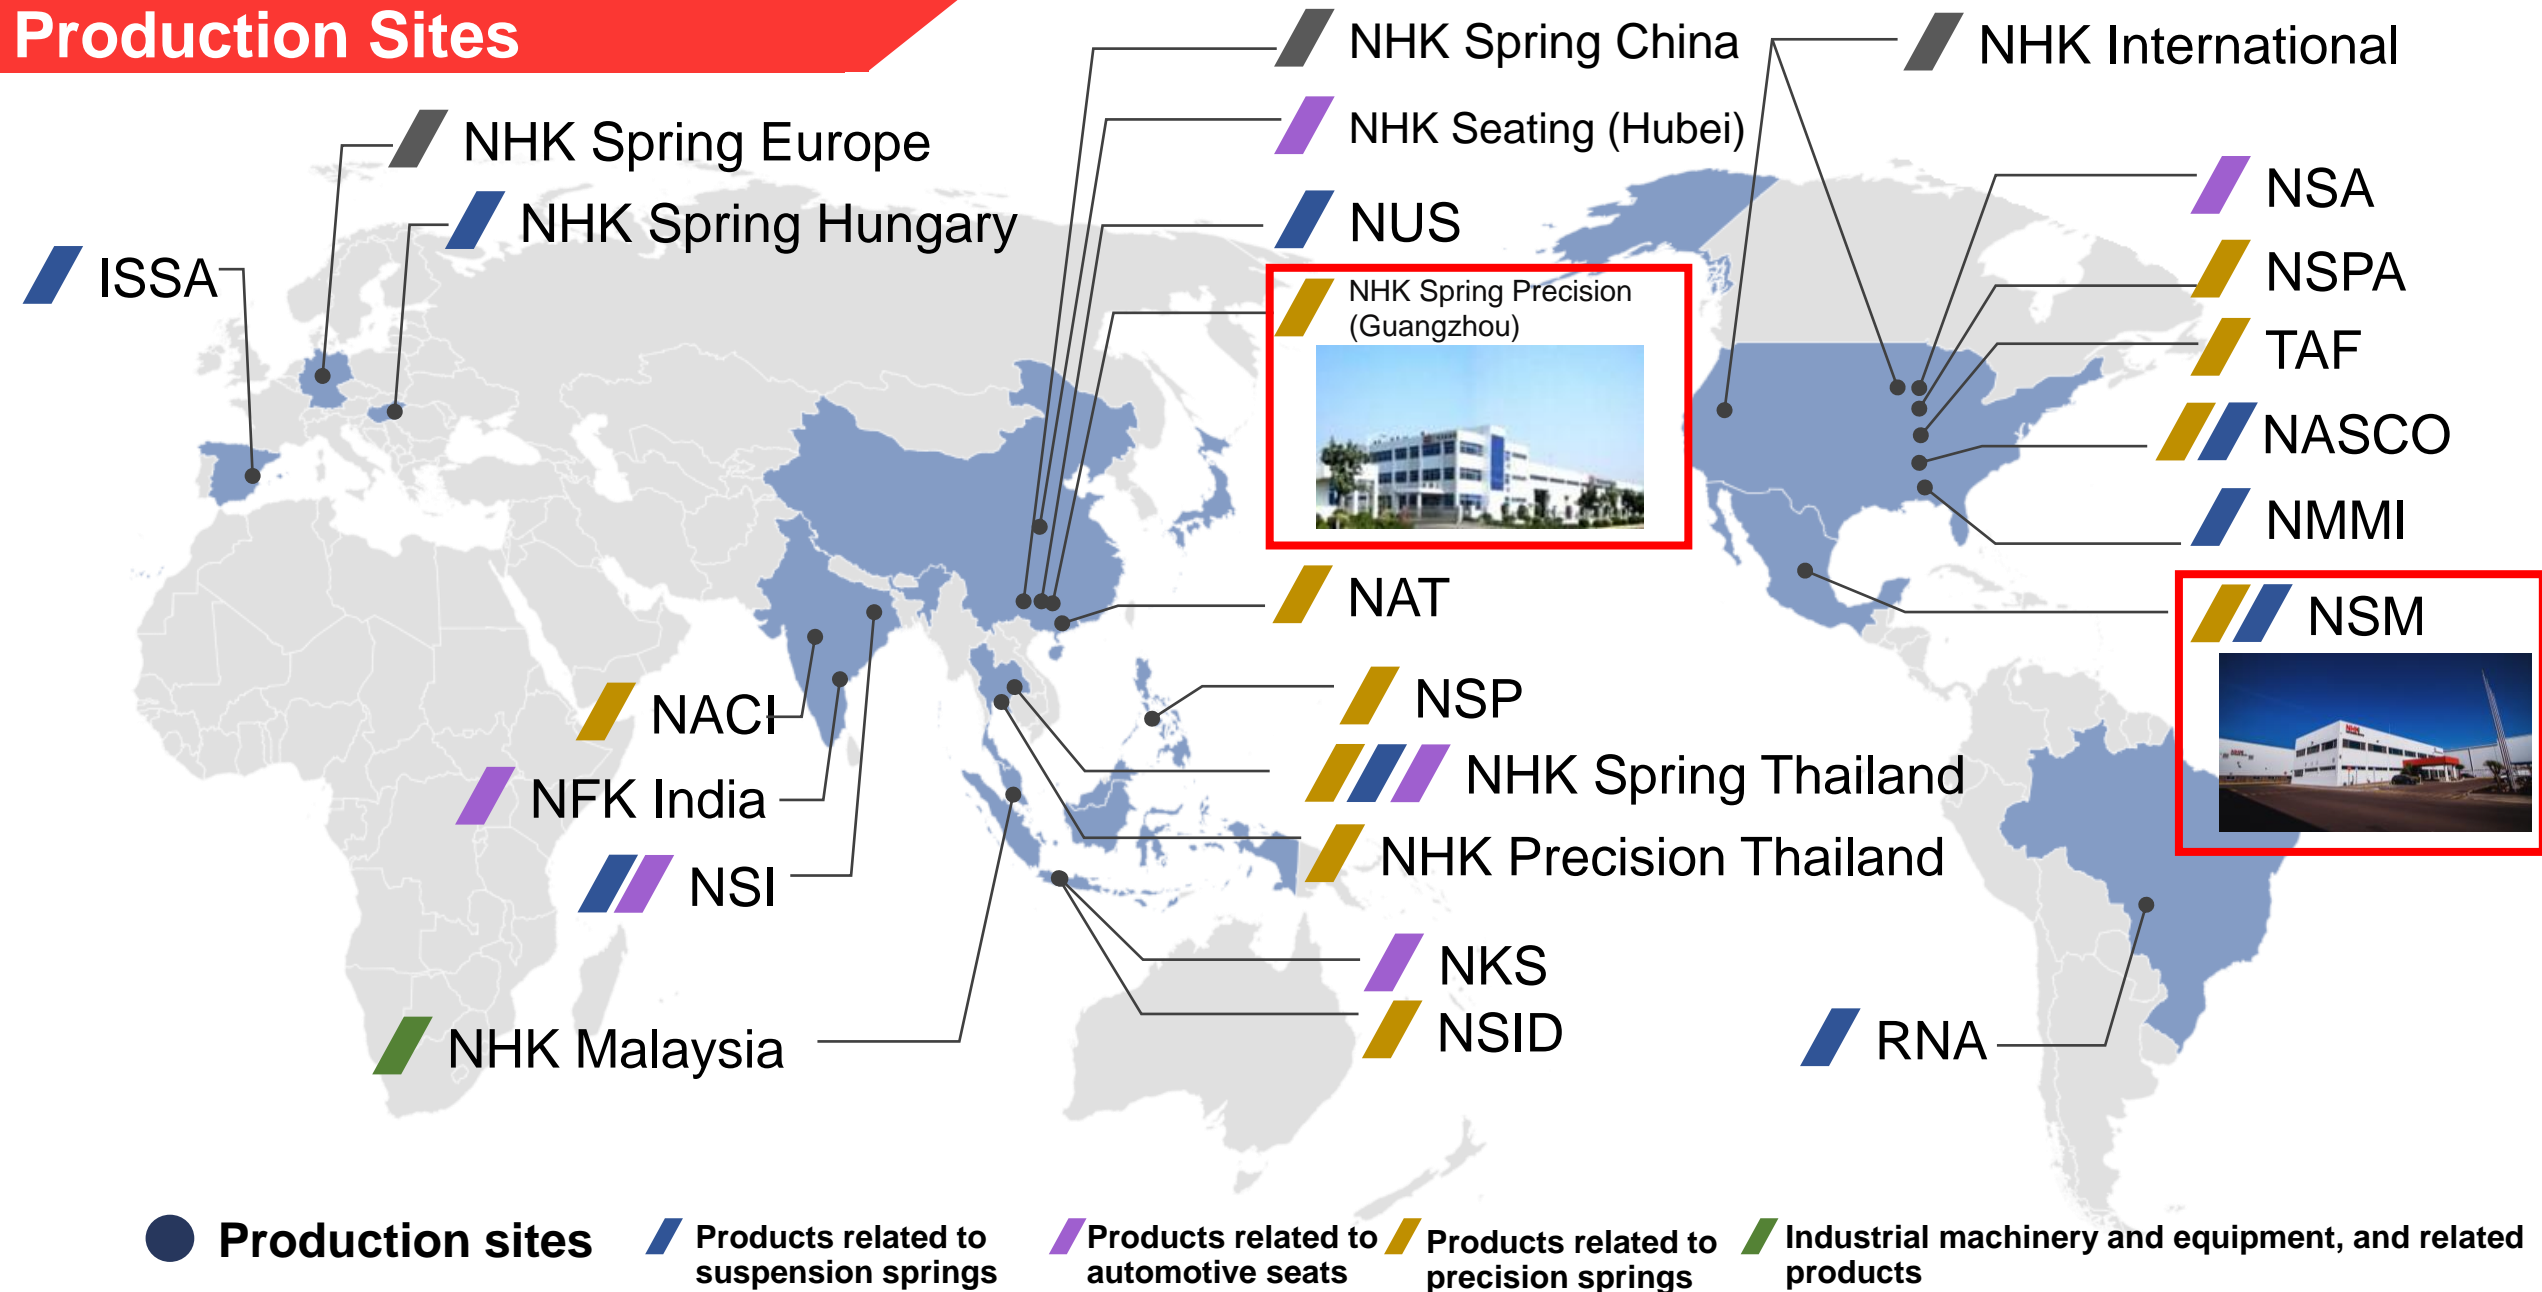 Production Sites
NHK Spring China
NHK International
NHK Spring Europe
NHK Seating (Hubei)
NSA
NHK Spring Hungary
NUS
ISSA
NSPA
NHK Spring Precision
(Guangzhou)
TAF
NASCO
NMMI
NAT
NSM
NACI
NSP
NFK India
NHK Spring Thailand
NSI
NHK Precision Thailand
NKS
NSID
NHK Malaysia
RNA
Production sites
Products related to
suspension springs
Products related to
automotive seats
Products related to
precision springs
Industrial machinery and equipment, and related
products